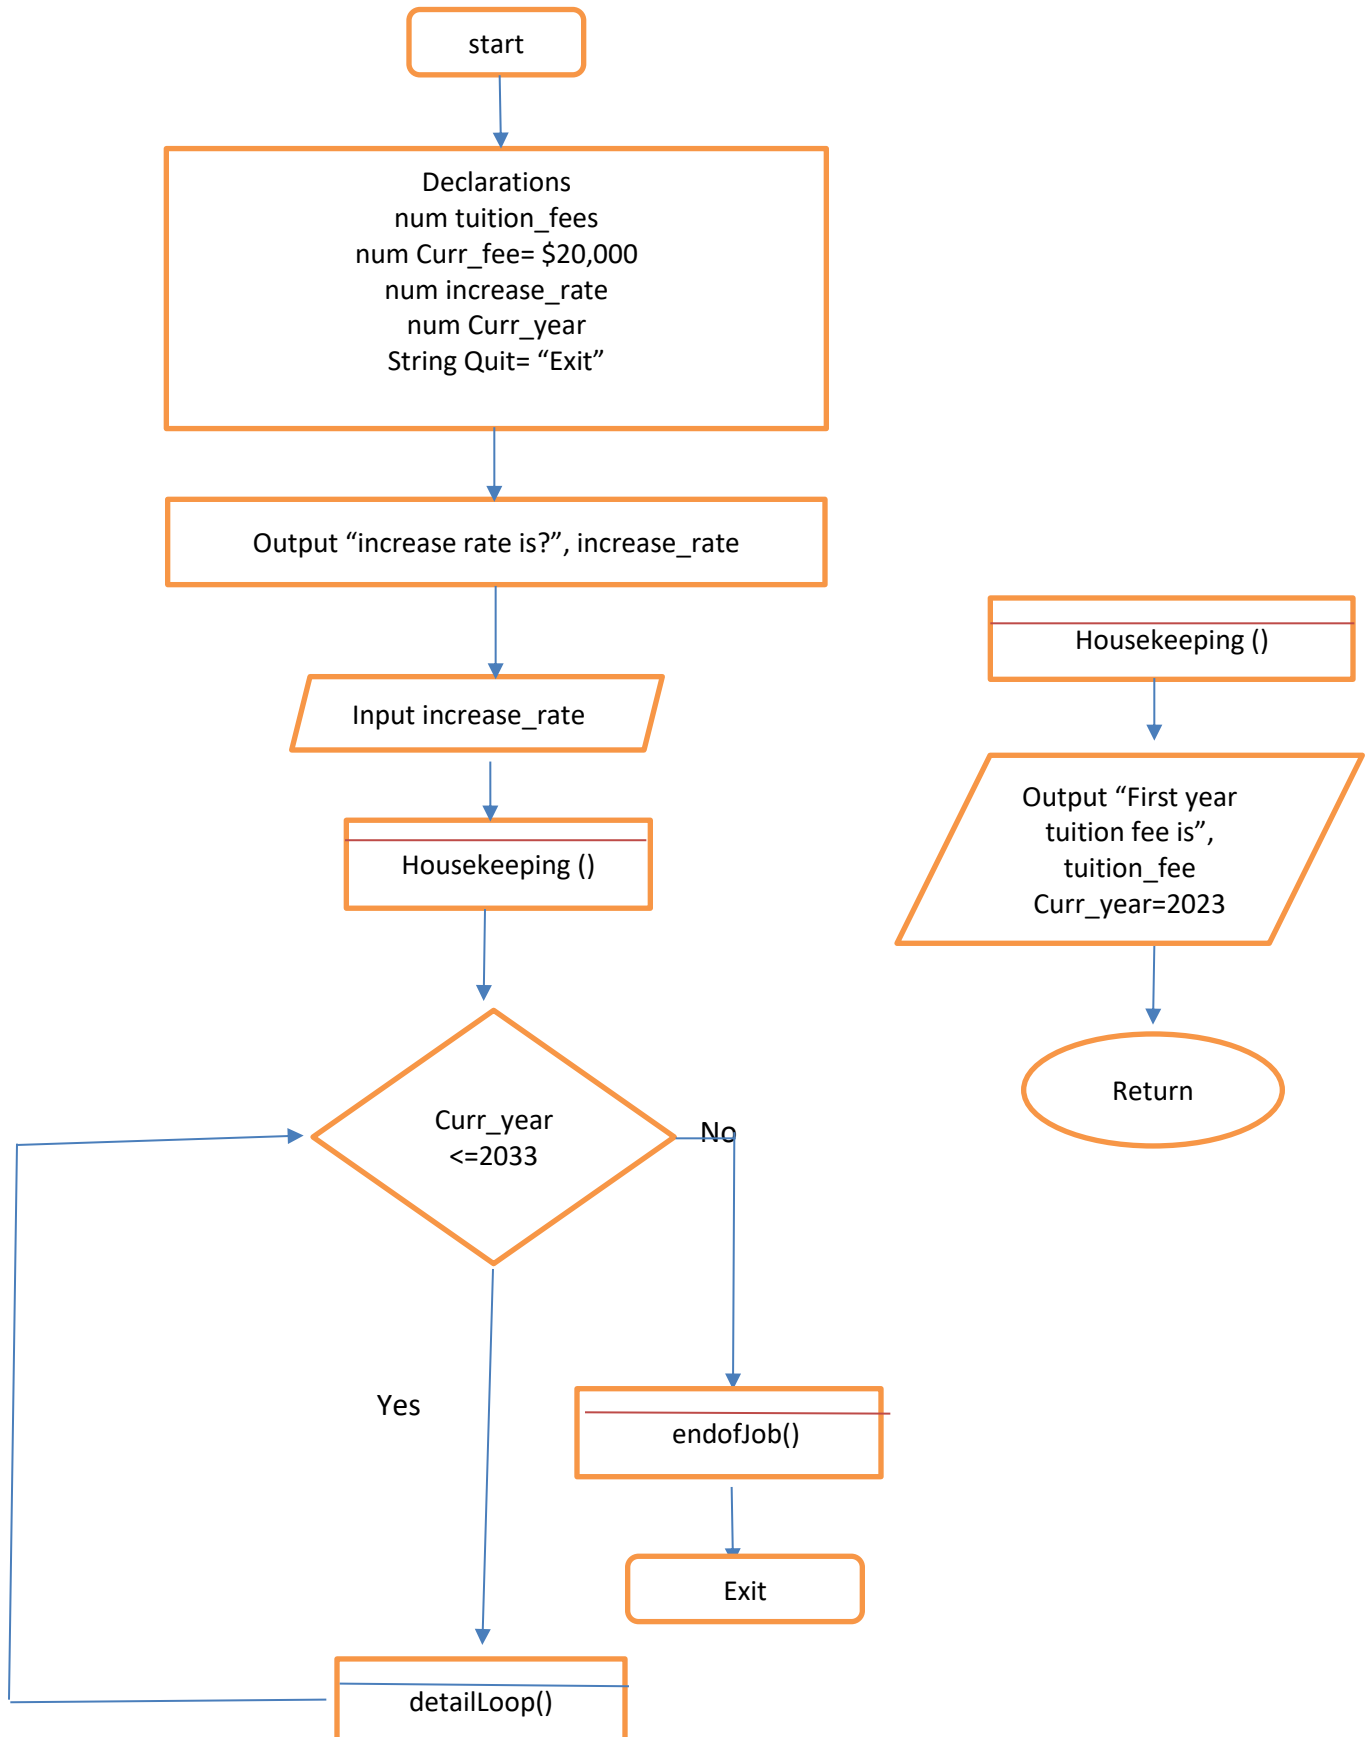 start
Declarations
num tuition_fees
num Curr_fee= $20,000
num increase_rate
num Curr_year
String Quit= “Exit”
Output “increase rate is?”, increase_rate
Input increase_rate
Housekeeping ()
Curr_year
<=2033
No
Yes
endofJob()
Exit
detailLoop()
Housekeeping ()
Output “First year
tuition fee is”,
tuition_fee
Curr_year=2023
Return